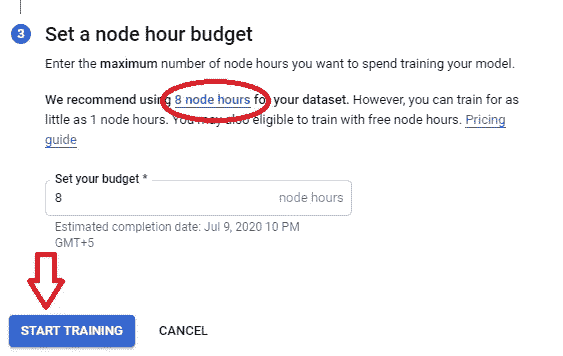 3 Set a node hour budget
Enter the maximum number of node hours you want to spend training your model.
We recommend using 8 node hours for your dataset. However, you can train for as
little as 1 node hours. You may also eligible to train with free node hours. Pricing
guide
Set your budget *
8 node hours
Estimated completion date: Jul 9, 2020 10 PM
GMT+5
START TRAINING CANCEL